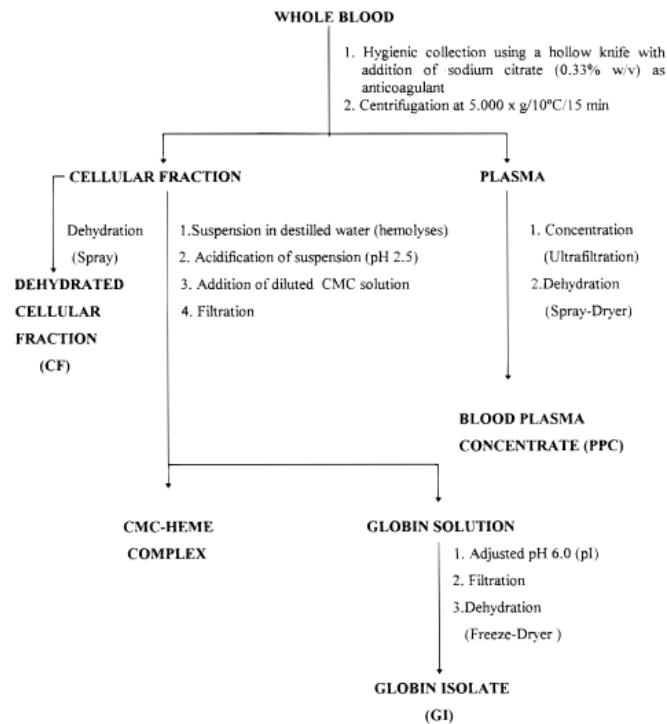 WHOLE BLOOD
1. Hygienic collection using a hollow knife with
addition of sodium citrate (0.33% w/v) as
anticoagulant
2. Centrifugation at 5.000 x g/10ºC/15 min
CELLULAR FRACTION
PLASMA
Dehydration
(Spray)
DEHYDRATED
CELLULAR
FRACTION
(CF)
1.Suspension in destilled water (hemolyses)
2. Acidification of suspension (pH 2.5)
3. Addition of diluted CMC solution
4. Filtration
1. Concentration
(Ultrafiltration)
2.Dehydration
(Spray-Dryer)
BLOOD PLASMA
CONCENTRATE (PPC)
CMC-HEME
COMPLEX
GLOBIN SOLUTION
1. Adjusted pH 6.0 (pI)
2. Filtration
3.Dehydration
(Freeze-Dryer )
GLOBIN ISOLATE
(GI)